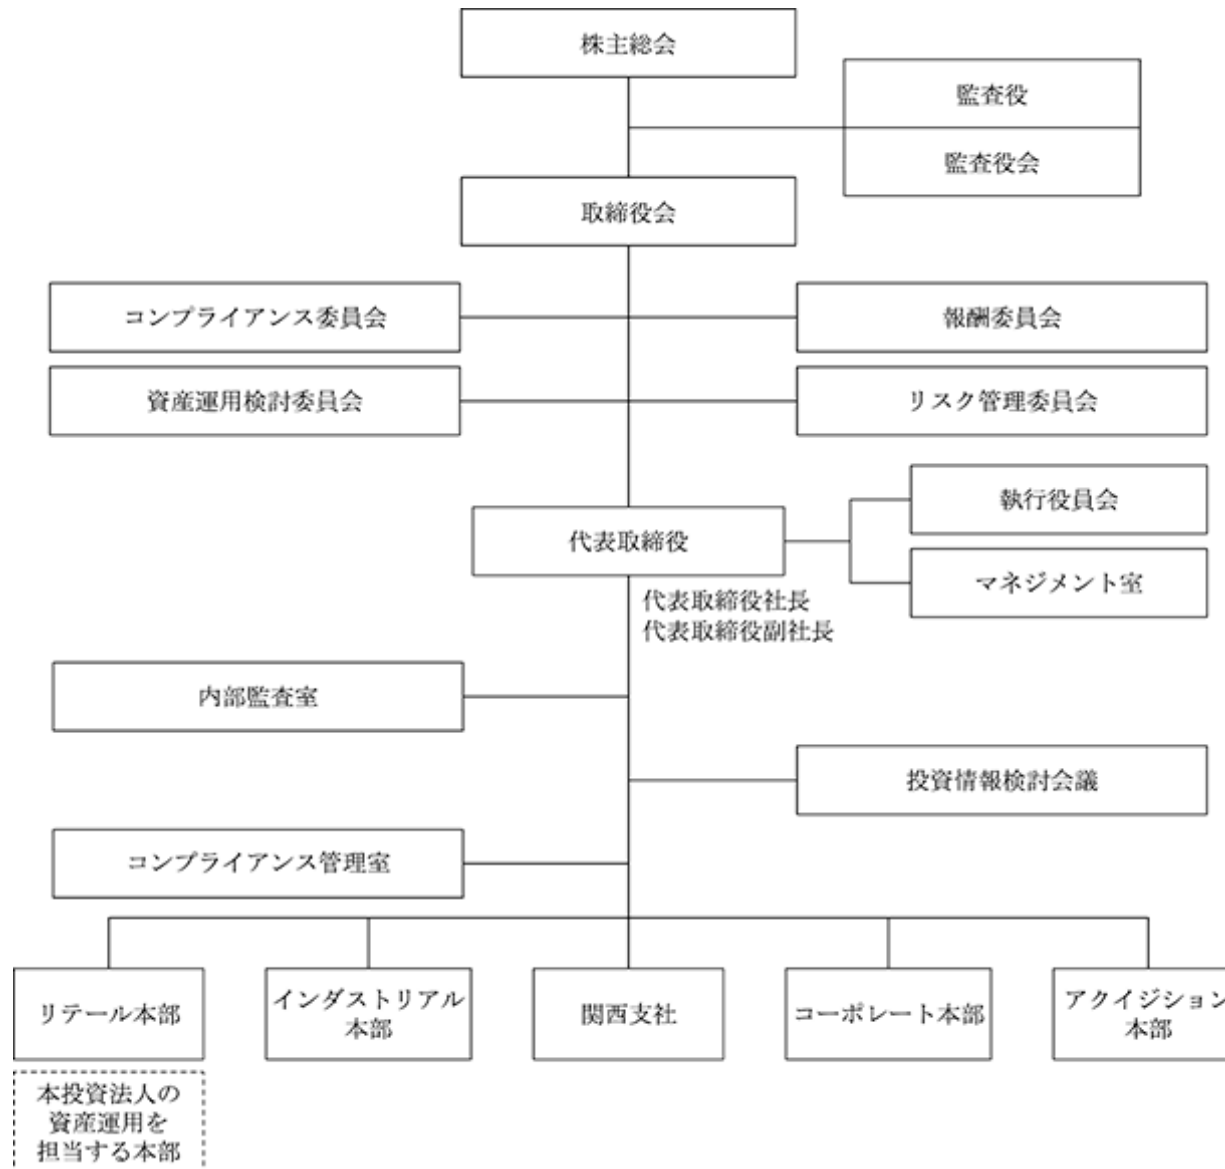 株主総会
監査役
監査役会
取締役会
コンプライアンス委員会
報酬委員会
資産運用検討委員会
リスク管理委員会
執行役員会
代表取締役
マネジメント室
代表取締役社長
代表取締役副社長
内部監査室
投資情報検討会議
コンプライアンス管理室
リテール本部
インダストリアル
本部
関西支社
コーポレート本部
アクイジション
本部
本投資法人の
資産運用を
担当する本部